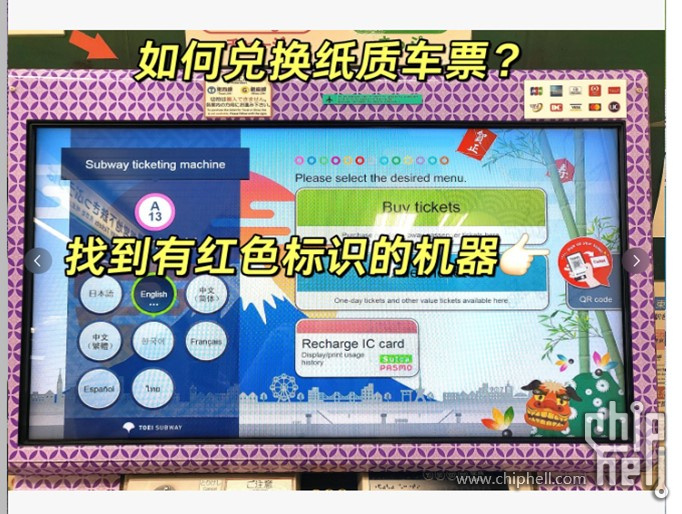 如何兑换纸质车票？
Subway ticketing machine
A
13
Please select the desired menu.
Buy tickets
找到有红色标识的机器
One-day tickets and other value tickets available here.
QR code
日本語
English
中文
(简体)
中文
(繁體)
한국어
Français
Español
ไทย
Recharge IC card
Display/print usage
history
Suica
PASMO
TOEI SUBWAY
ご注意
chip
hell
www.chiphell.com